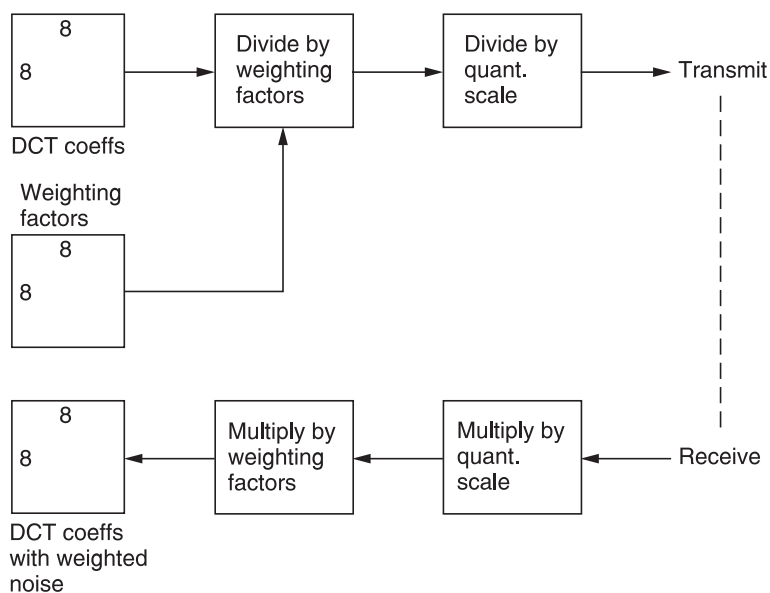 8
8
DCT coeffs
Divide by
weighting
factors
Divide by
quant.
scale
Transmit
Weighting
factors
8
8
8
8
DCT coeffs
with weighted
noise
Multiply by
weighting
factors
Multiply by
quant.
scale
Receive